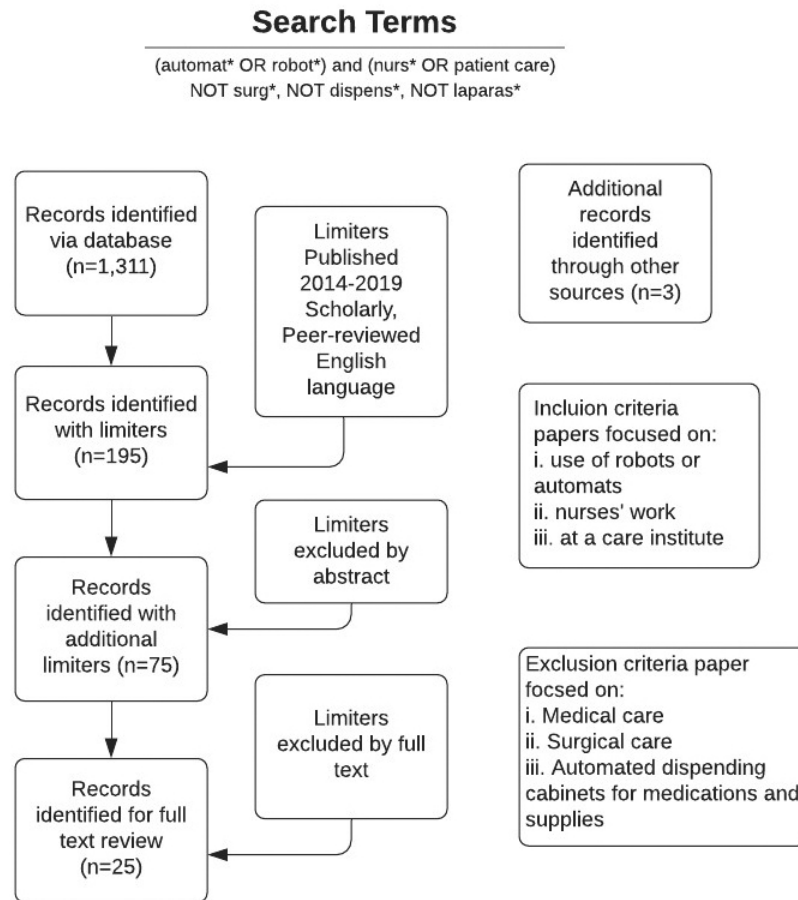 Search Terms
(automat* OR robot*) and (nurs* OR patient care)
NOT surg*, NOT dispens*, NOT laparas*
Records identified
via database
(n=1,311)
Limiters
Published
2014-2019
Scholarly,
Peer-reviewed
English
language
Additional
records
identified
through other
sources (n=3)
Records identified
with limiters
(n=195)
Incluion criteria
papers focused on:
i. use of robots or
automats
ii. nurses' work
iii. at a care institute
Limiters
excluded by
abstract
Records
identified with
additional
limiters (n=75)
Exclusion criteria paper
focsed on:
i. Medical care
ii. Surgical care
iii. Automated dispending
cabinets for medications and
supplies
Limiters
excluded by full
text
Records
identified for full
text review
(n=25)